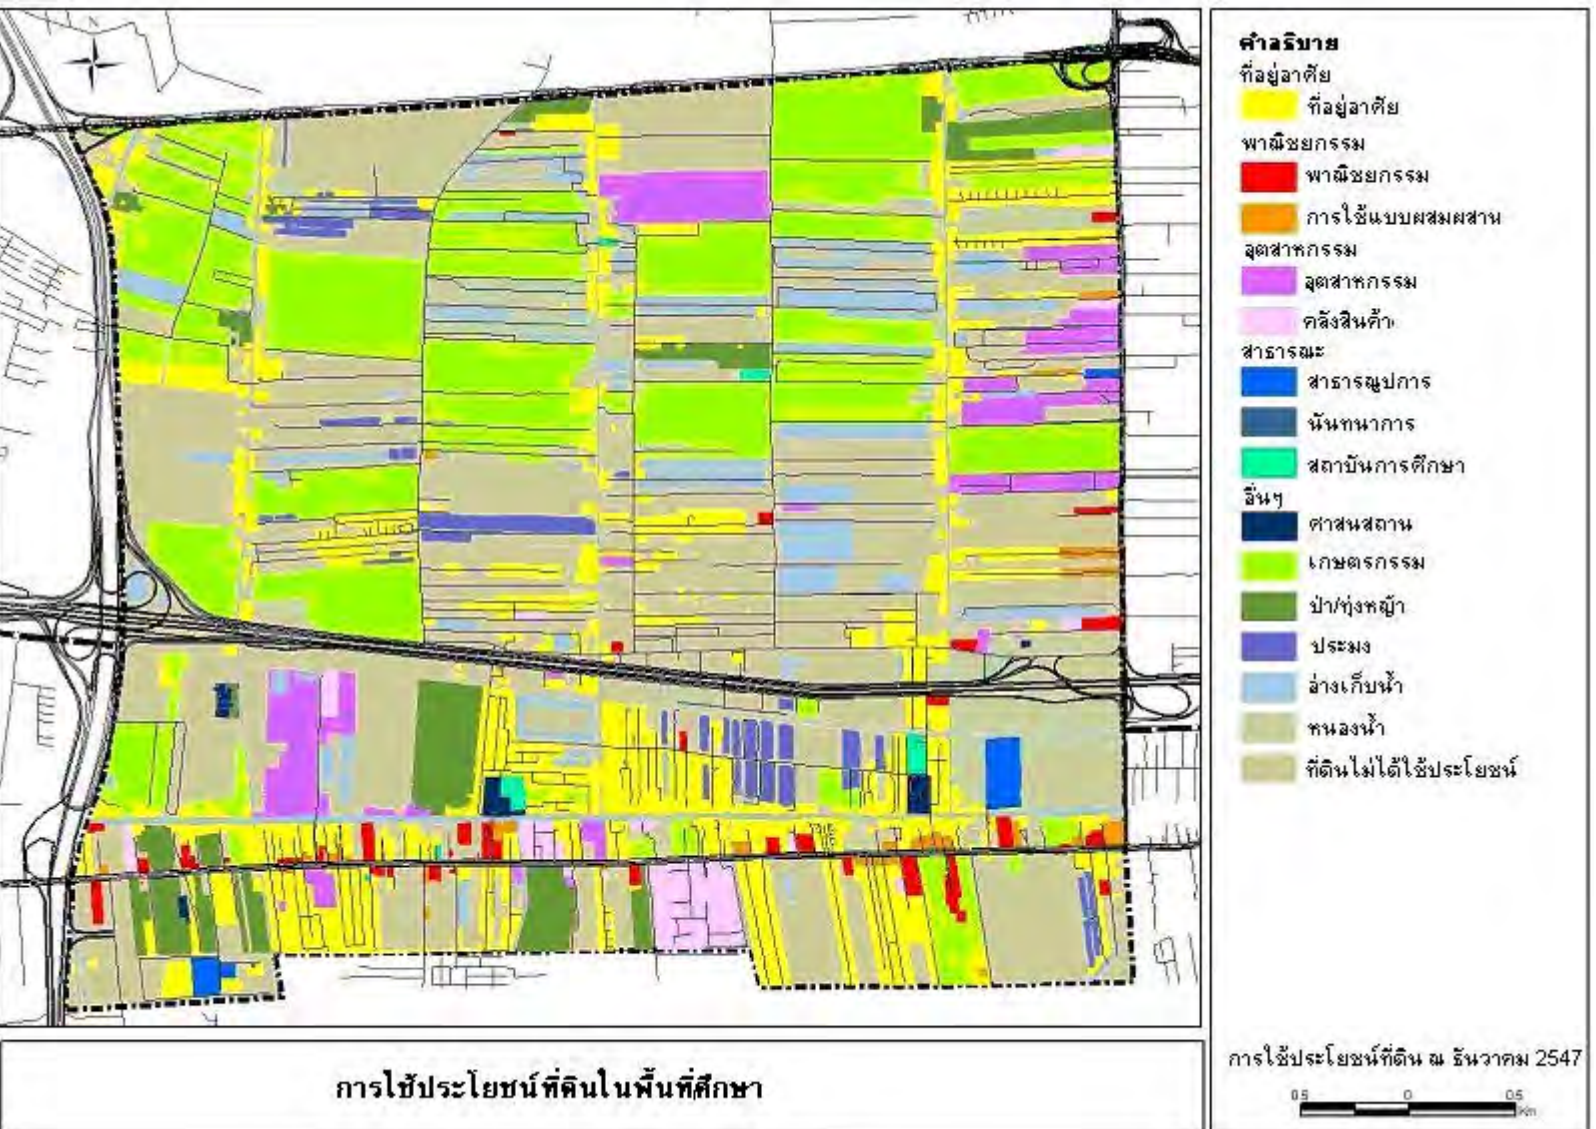 คำอธิบาย
ที่อยู่อาศัย
ที่อยู่อาศัย
พาณิชยกรรม
พาณิชยกรรม
การใช้แบบผสมผสาน
อุตสาหกรรม
อุตสาหกรรม
คลังสินค้า
สาธารณะ
สาธารณูปการ
นันทนาการ
สถาบันการศึกษา
อื่นๆ
ศาสนสถาน
เกษตรกรรม
ป่า/ทุ่งหญ้า
ประมง
อ่างเก็บน้ำ
หนองน้ำ
ที่ดินไม่ได้ใช้ประโยชน์
การใช้ประโยชน์ที่ดิน ณ ธันวาคม 2547
0.5 0 0.5
Km
การใช้ประโยชน์ที่ดินในพื้นที่ศึกษา